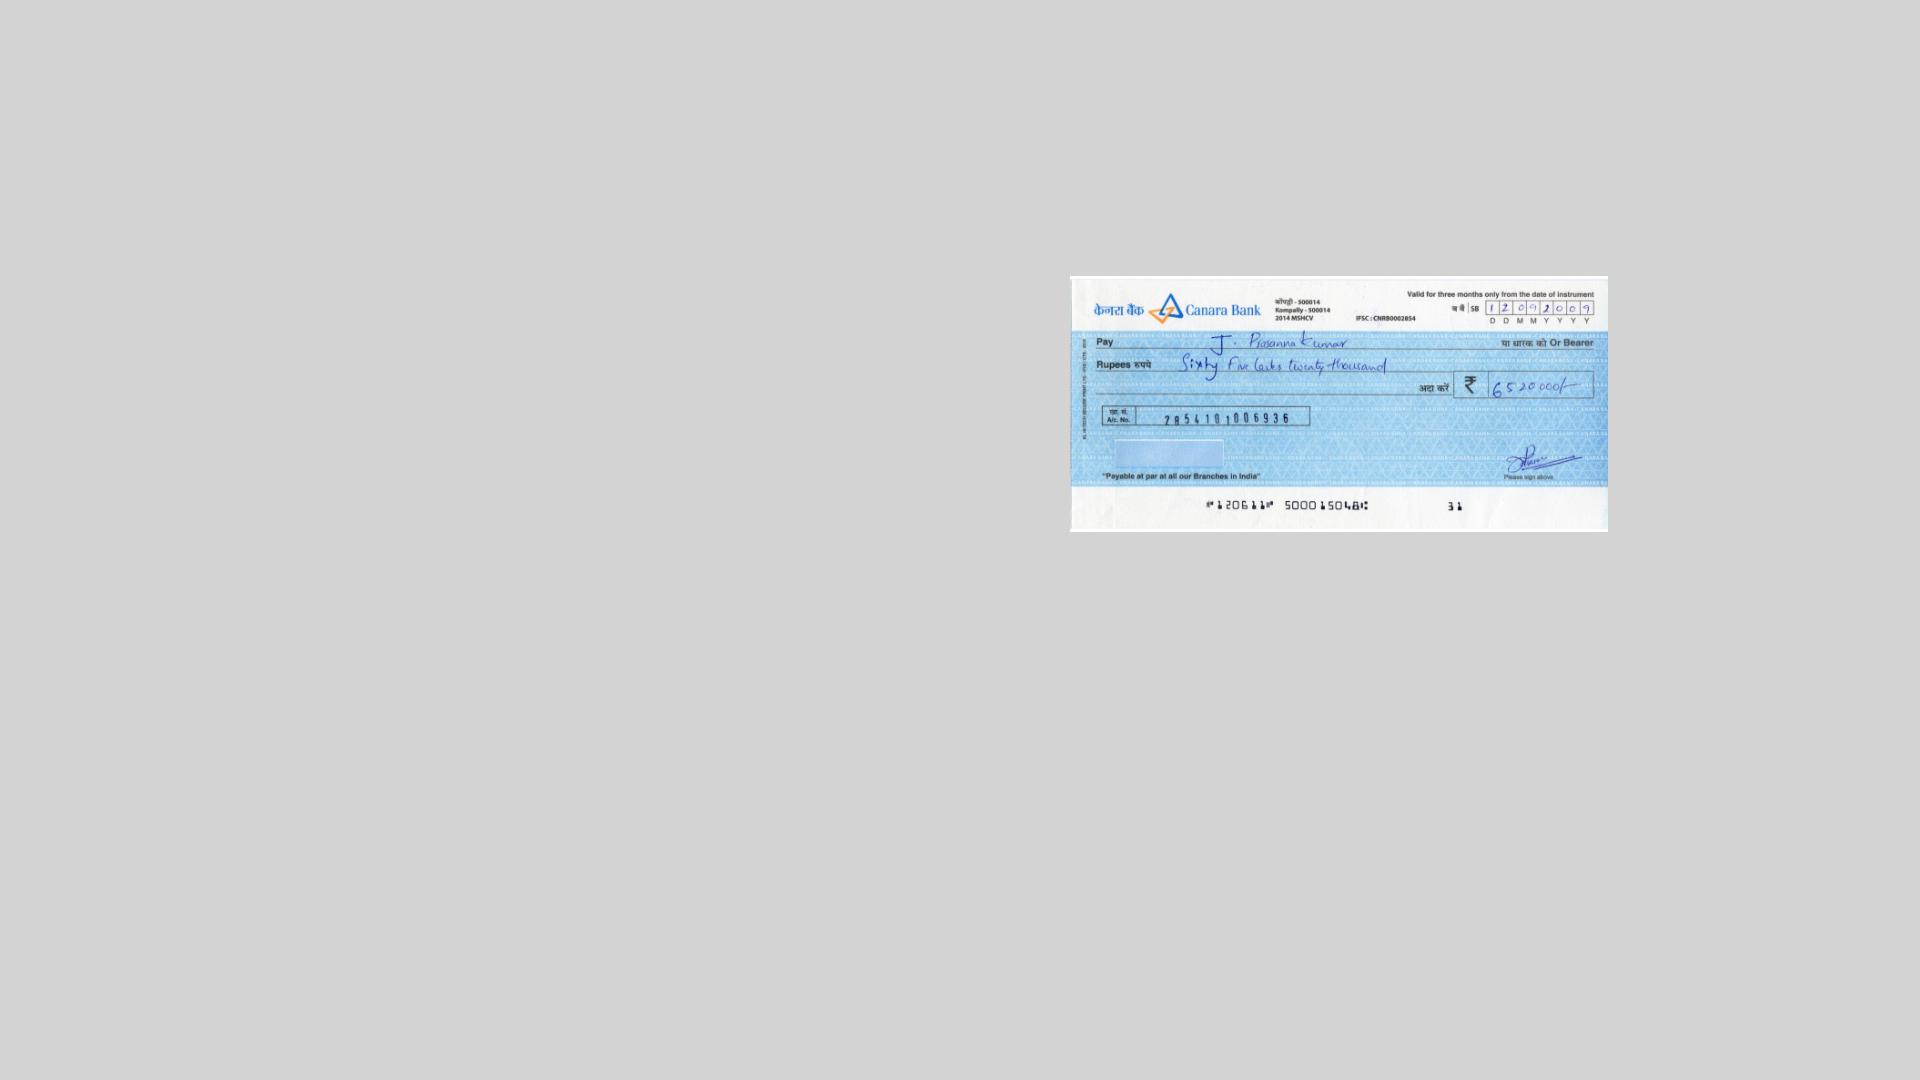 Valid for three months only from the date of instrument
केनरा बैंक Canara Bank
कोंपल्ली - 500014
Kompally - 500014
2014 MSHCV
IFSC : CNRB0002854
SB 1 2 0 9 2 0 0 9
D D M M Y Y Y Y
Pay J. Prasanna Kumar या धारक को Or Bearer
Rupees रुपये Sixty Five lacks twenty thousand
अदा करें ₹ 6520000/-
A/c. No. 2854101006936
"Payable at par at all our Branches in India"
Please sign above
⑈120611⑈ 500015048⑆ 31